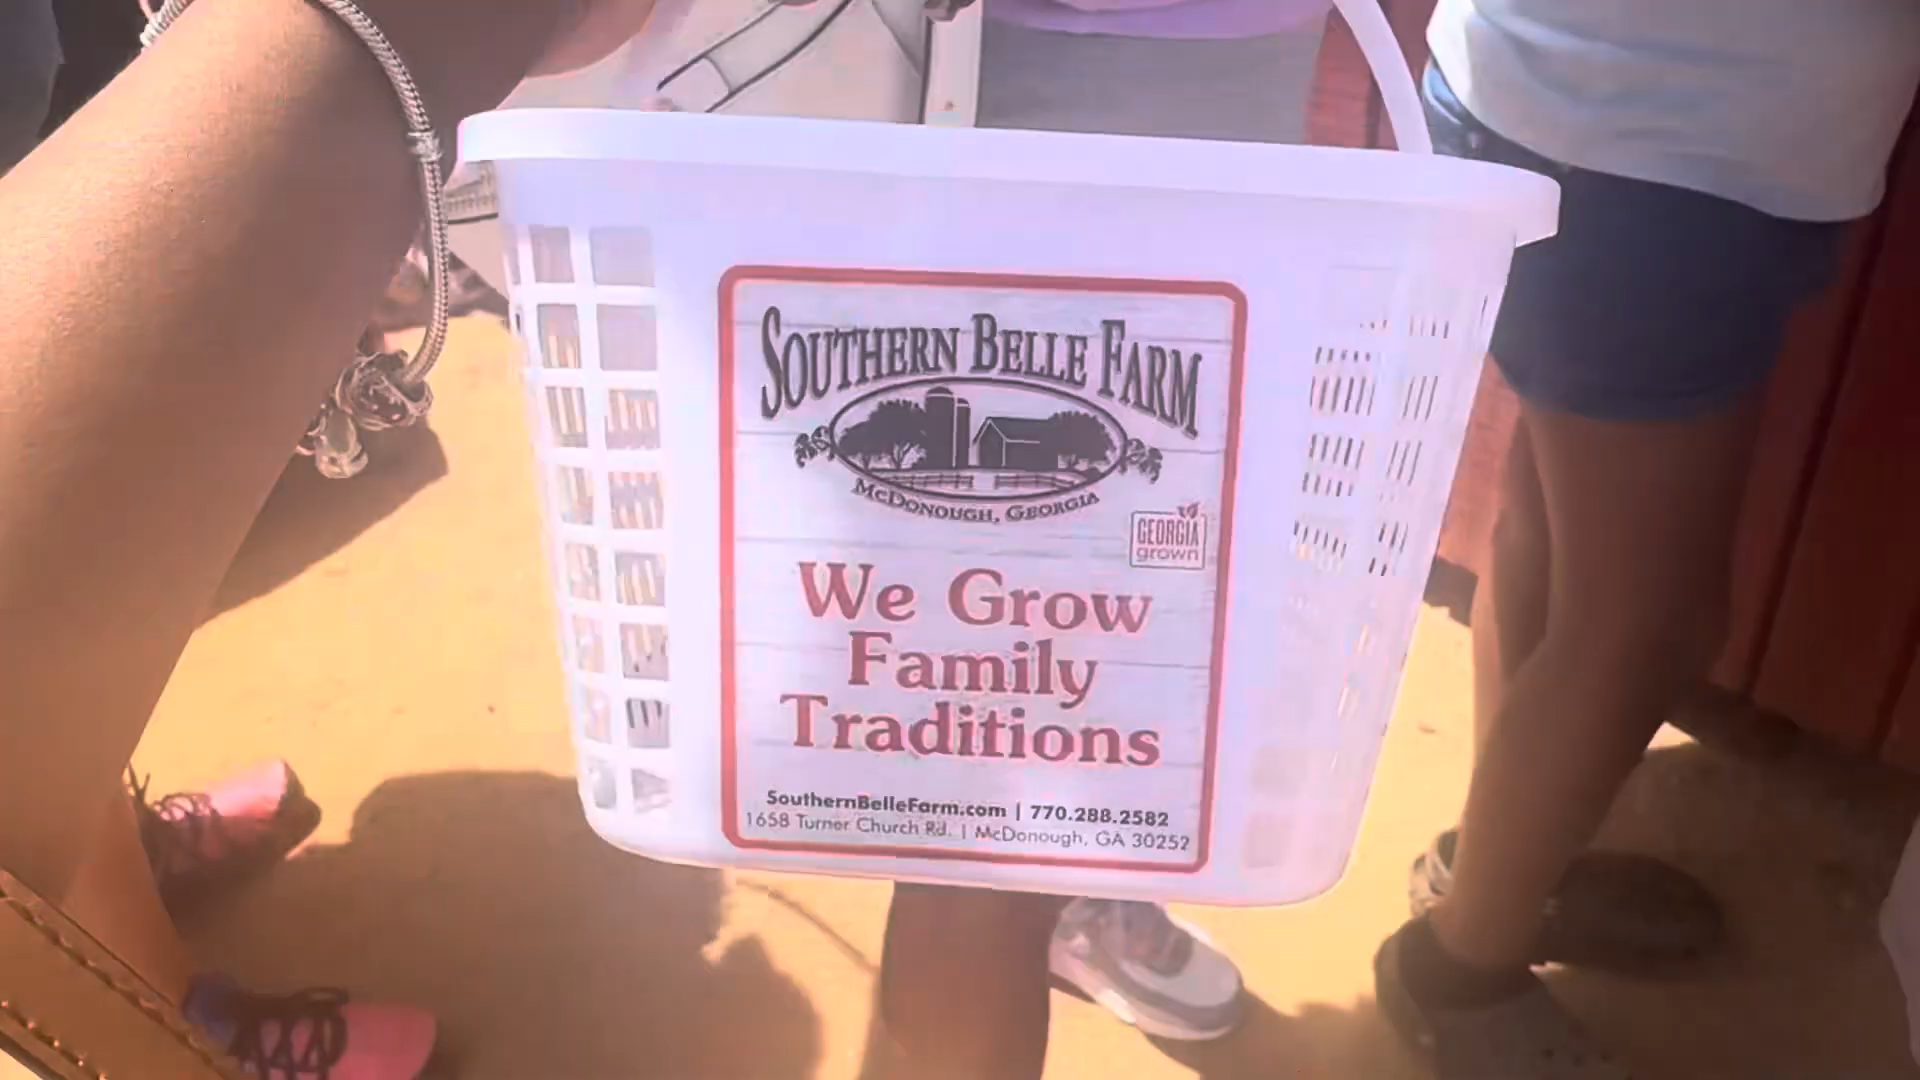 SOUTHERN BELLE FARM
MCDONOUGH, GEORGIA
GEORGIA
grown
We Grow
Family
Traditions
SouthernBelleFarm.com | 770.288.2582
1658 Turner Church Rd. | McDonough, GA 30252